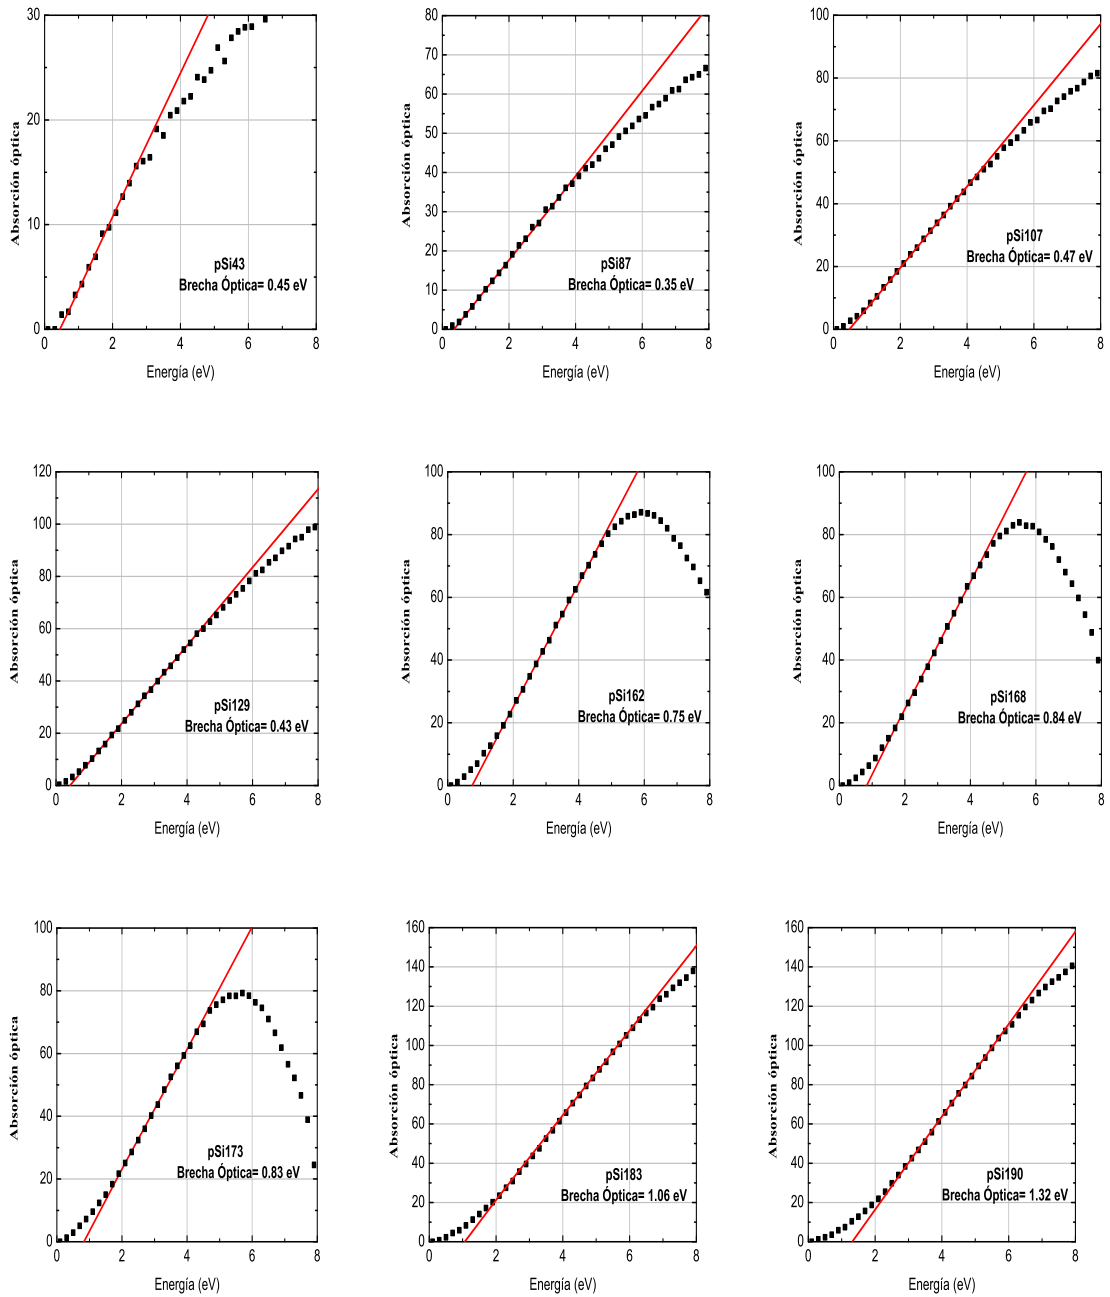 30
20
10
0
0 2 4 6 8
Absorción óptica
Energía (eV)
pSi43
Brecha Óptica= 0.45 eV
80
70
60
50
40
30
20
10
0
0 2 4 6 8
Absorción óptica
Energía (eV)
pSi87
Brecha Óptica= 0.35 eV
100
80
60
40
20
0
0 2 4 6 8
Absorción óptica
Energía (eV)
pSi107
Brecha Óptica= 0.47 eV
120
100
80
60
40
20
0
0 2 4 6 8
Absorción óptica
Energía (eV)
pSi129
Brecha Óptica= 0.43 eV
100
80
60
40
20
0
0 2 4 6 8
Absorción óptica
Energía (eV)
pSi162
Brecha Óptica= 0.75 eV
100
80
60
40
20
0
0 2 4 6 8
Absorción óptica
Energía (eV)
pSi168
Brecha Óptica= 0.84 eV
100
80
60
40
20
0
0 2 4 6 8
Absorción óptica
Energía (eV)
pSi173
Brecha Óptica= 0.83 eV
160
140
120
100
80
60
40
20
0
0 2 4 6 8
Absorción óptica
Energía (eV)
pSi183
Brecha Óptica= 1.06 eV
160
140
120
100
80
60
40
20
0
0 2 4 6 8
Absorción óptica
Energía (eV)
pSi190
Brecha Óptica= 1.32 eV